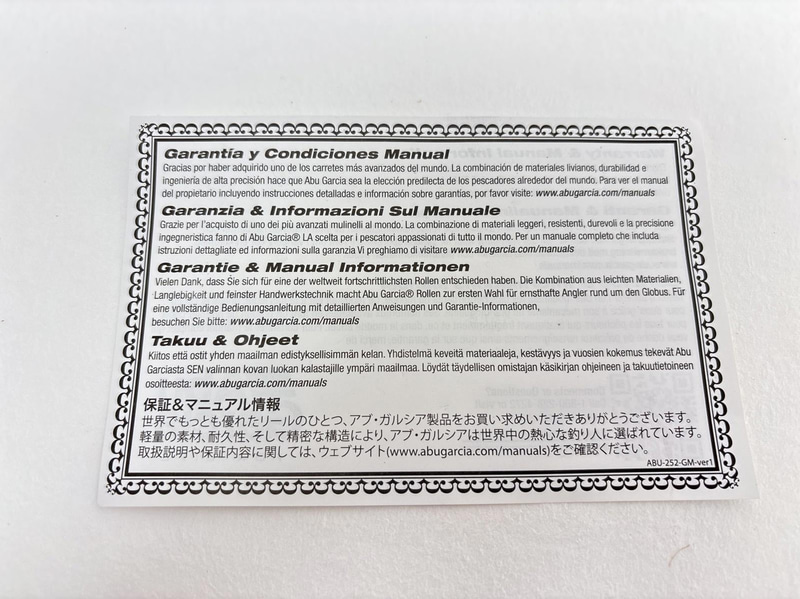 Garantía y Condiciones Manual
Gracias por haber adquirido uno de los carretes más avanzados del mundo. La combinación de materiales livianos, durabilidad e
ingeniería de alta precisión hace que Abu Garcia sea la elección predilecta de los pescadores alrededor del mundo. Para ver el manual
del propietario incluyendo instrucciones detalladas e información sobre garantías, por favor visite: www.abugarcia.com/manuals
Garanzia & Informazioni Sul Manuale
Grazie per l'acquisto di uno dei più avanzati mulinelli al mondo. La combinazione di materiali leggeri, resistenti, durevoli e la precisione
ingegneristica fanno di Abu Garcia® LA scelta per i pescatori appassionati di tutto il mondo. Per un manuale completo che includa
istruzioni dettagliate ed informazioni sulla garanzia Vi preghiamo di visitare www.abugarcia.com/manuals
Garantie & Manual Informationen
Vielen Dank, dass Sie sich für eine der weltweit fortschrittlichsten Rollen entschieden haben. Die Kombination aus leichten Materialien,
Langlebigkeit und feinster Handwerkstechnik macht Abu Garcia® Rollen zur ersten Wahl für ernsthafte Angler rund um den Globus. Für
eine vollständige Bedienungsanleitung mit detaillierten Anweisungen und Garantie-Informationen,
besuchen Sie bitte: www.abugarcia.com/manuals
Takuu & Ohjeet
Kiitos että ostit yhden maailman edistyksellisimmän kelan. Yhdistelmä keveitä materiaaleja, kestävyys ja vuosien kokemus tekevät Abu
Garciasta SEN valinnan kovan luokan kalastajille ympäri maailmaa. Löydät täydellisen omistajan käsikirjan ohjeineen ja takuutietoineen
osoitteesta: www.abugarcia.com/manuals
保証&マニュアル情報
世界でもっとも優れたリールのひとつ、アブ・ガルシア製品をお買い求めいただきありがとうございます。
軽量の素材、耐久性、そして精密な構造により、アブ・ガルシアは世界中の熱心な釣り人に選ばれています。
取扱説明や保証内容に関しては、ウェブサイト(www.abugarcia.com/manuals)をご確認ください。
ABU-252-GM-ver1